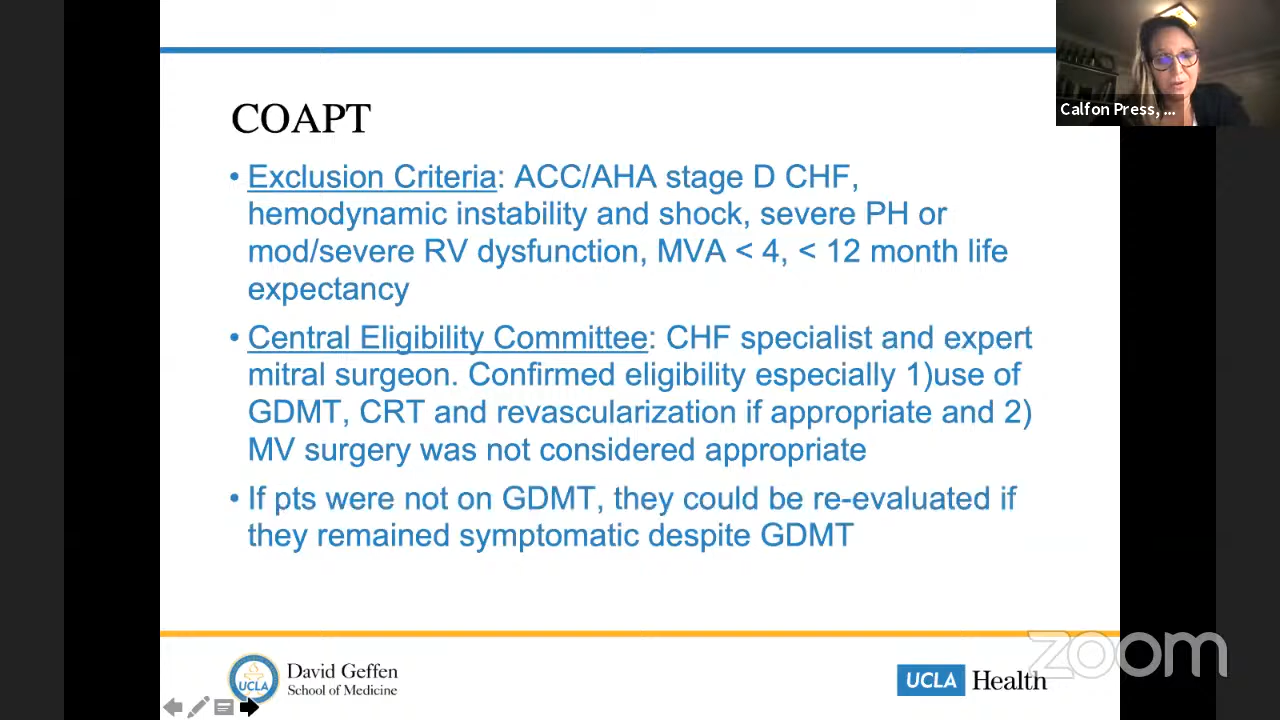 Calfon Press, ...
COAPT
• Exclusion Criteria: ACC/AHA stage D CHF,
hemodynamic instability and shock, severe PH or
mod/severe RV dysfunction, MVA < 4, < 12 month life
expectancy
• Central Eligibility Committee: CHF specialist and expert
mitral surgeon. Confirmed eligibility especially 1)use of
GDMT, CRT and revascularization if appropriate and 2)
MV surgery was not considered appropriate
• If pts were not on GDMT, they could be re-evaluated if
they remained symptomatic despite GDMT
UCLA
David Geffen
School of Medicine
UCLA Health
zoom